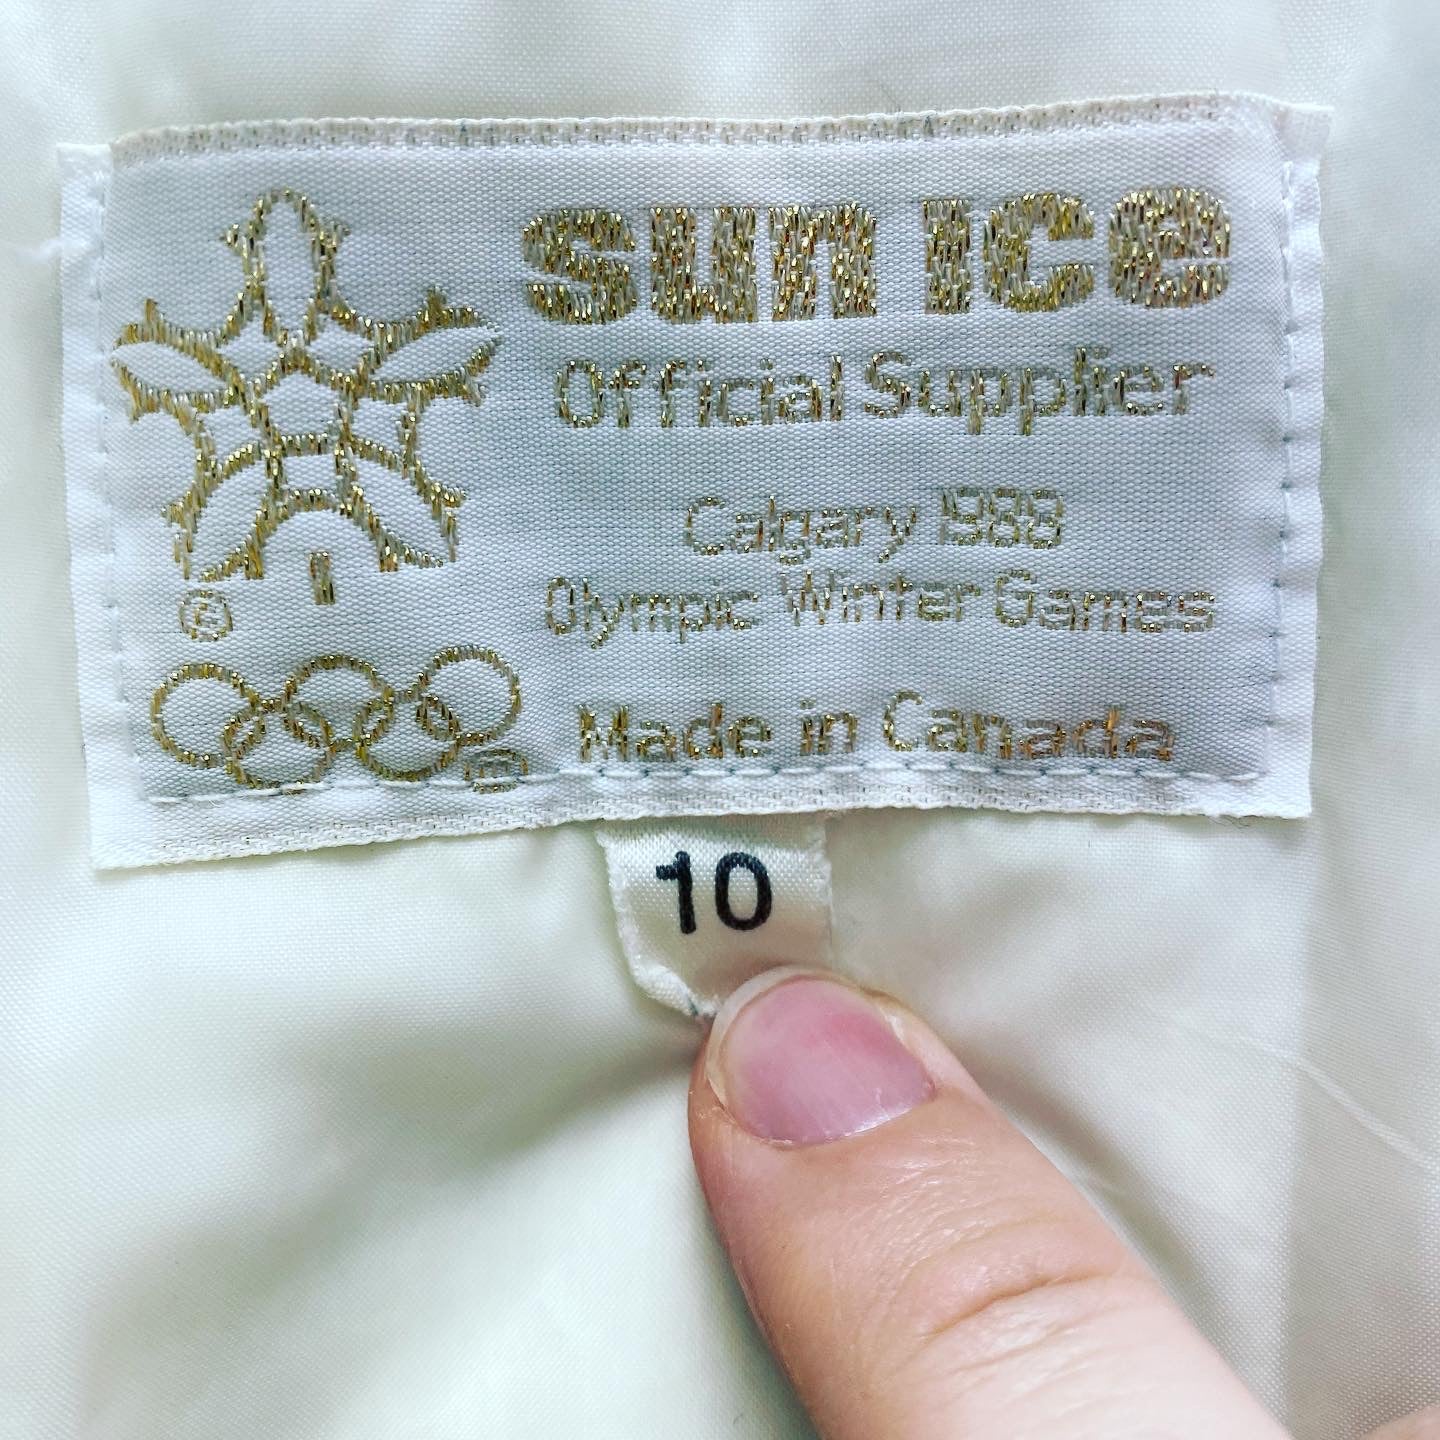 sun ice
Official Supplier
Calgary 1988
Olympic Winter Games
©
Made in Canada
10